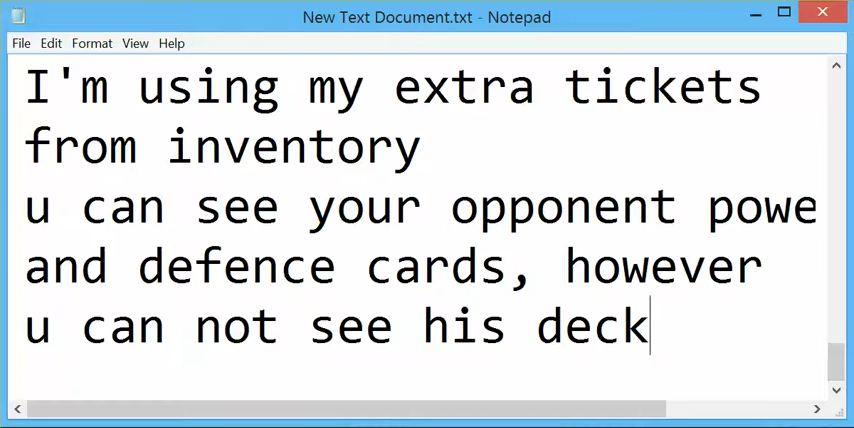 New Text Document.txt - Notepad
File Edit Format View Help
I'm using my extra tickets
from inventory
u can see your opponent powe
and defence cards, however
u can not see his deck